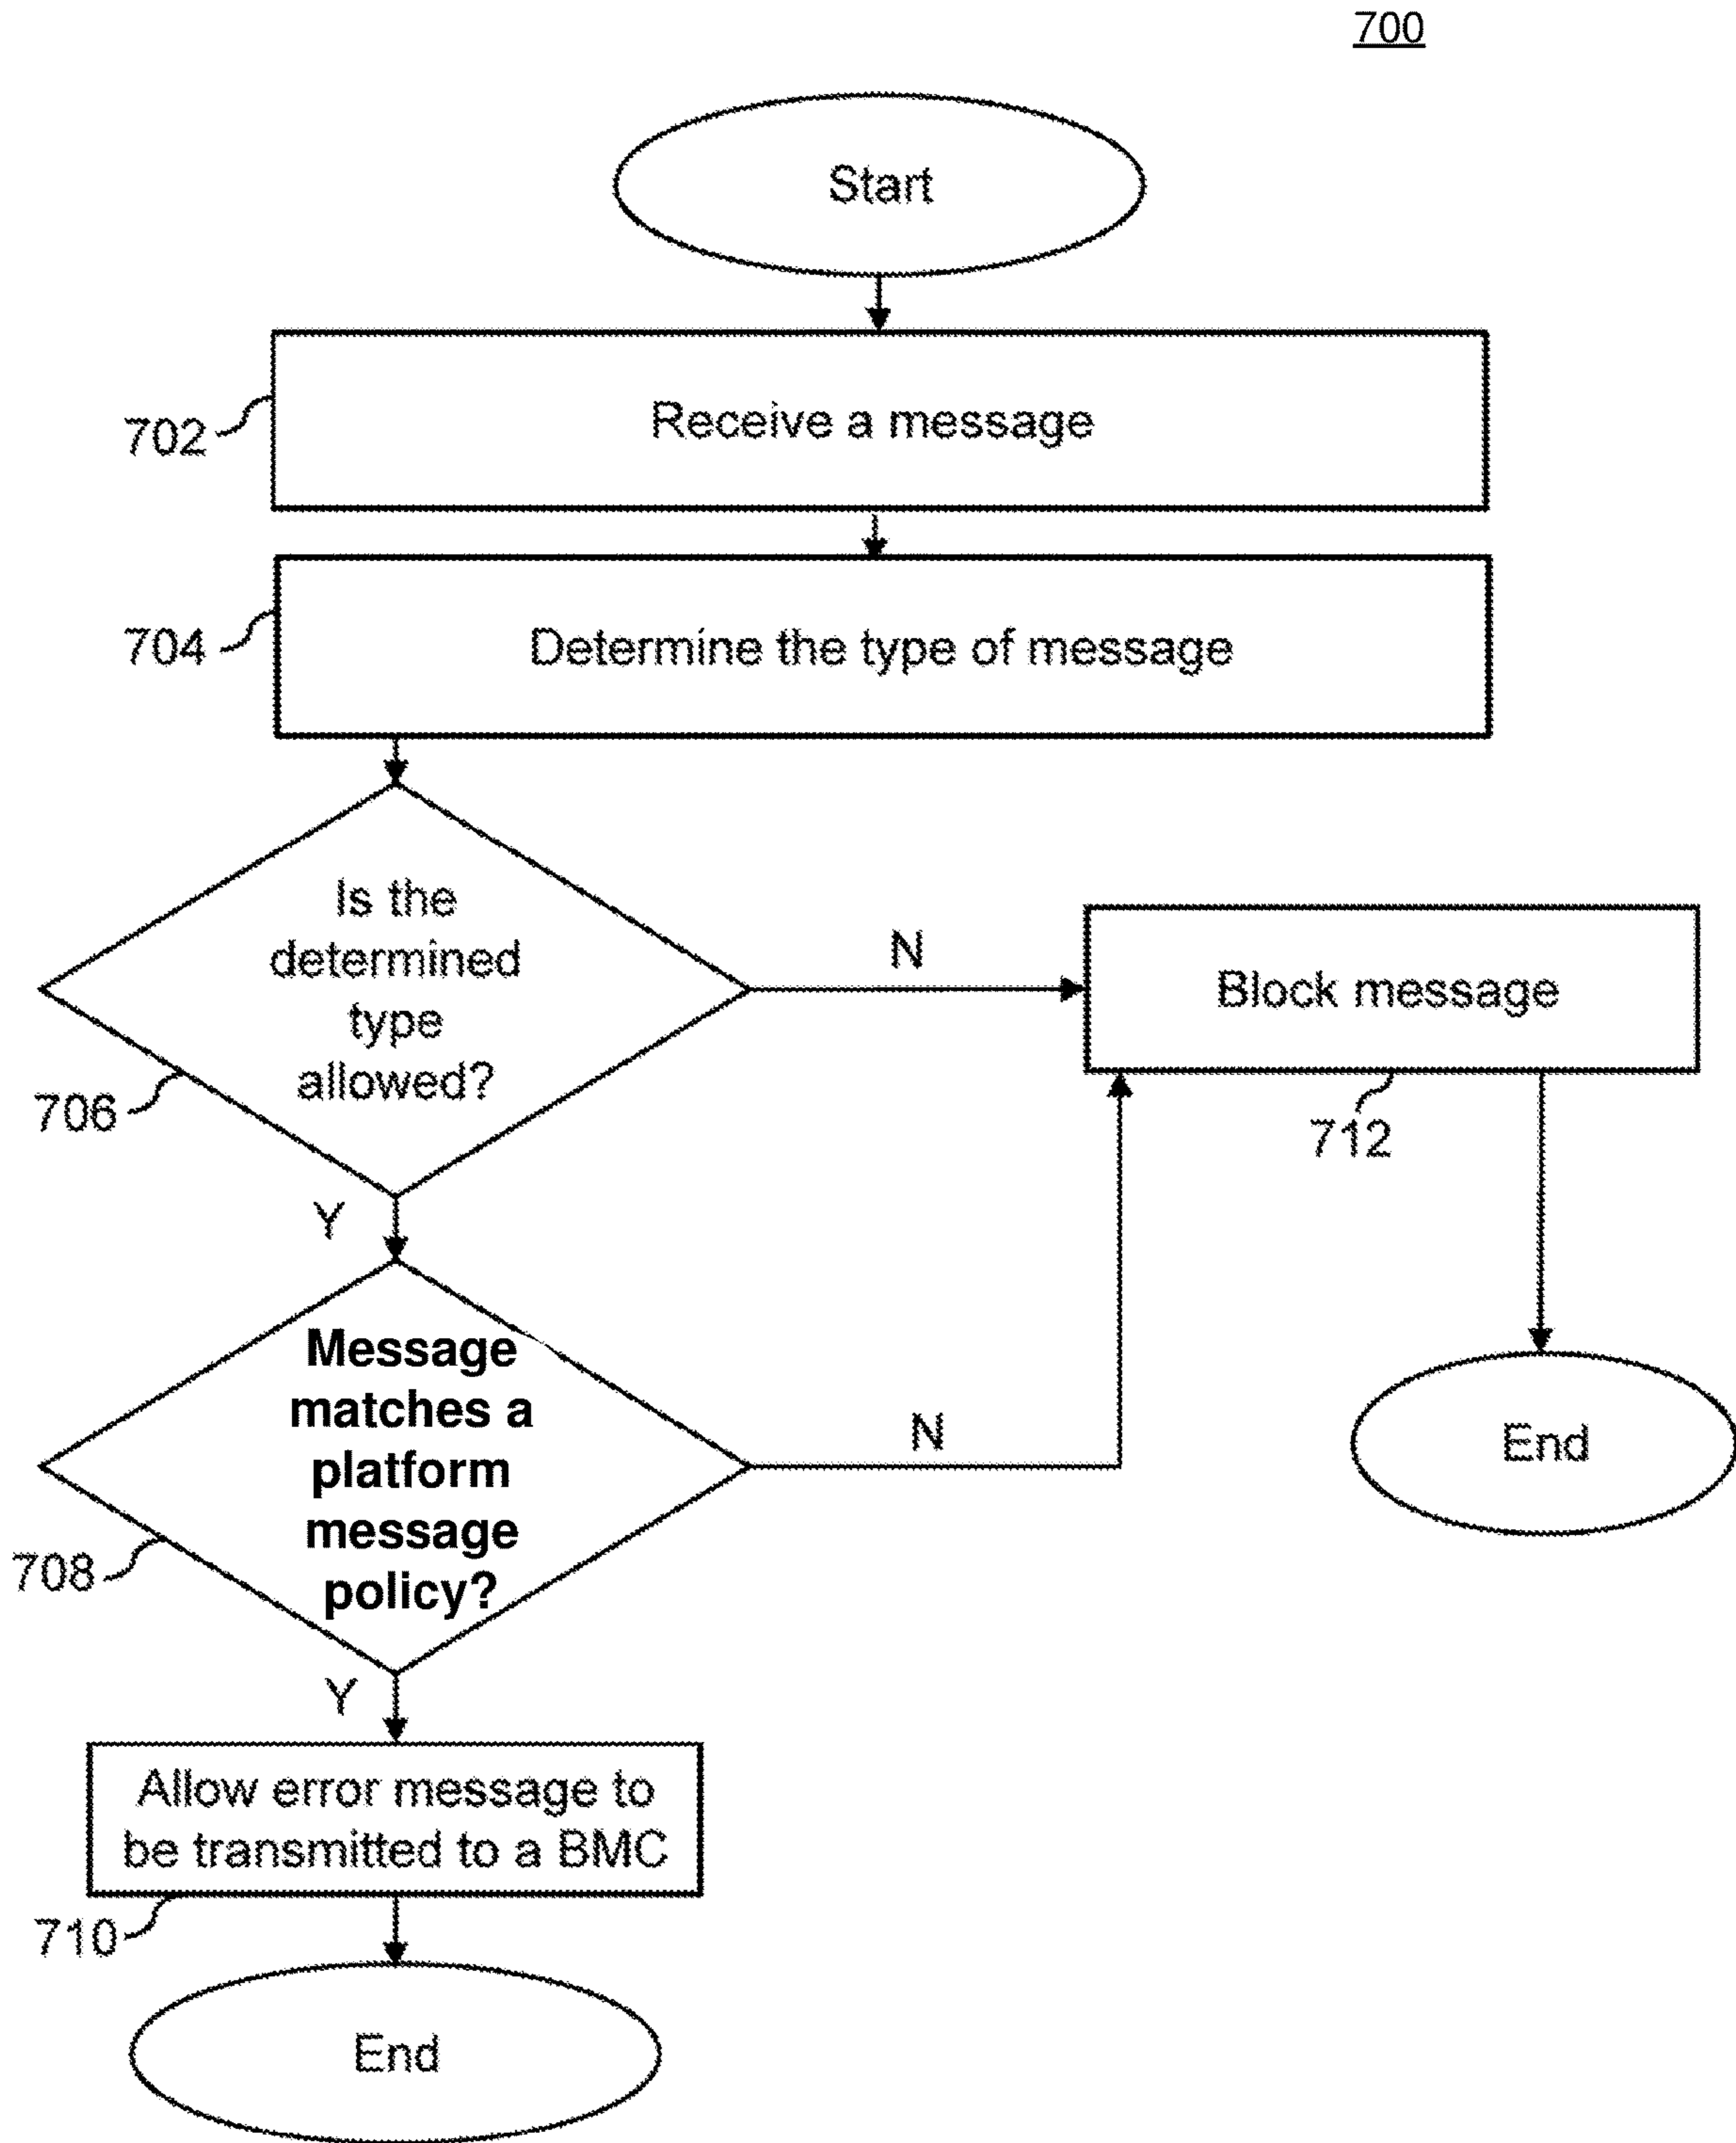 700
Start
702
Receive a message
704
Determine the type of message
Is the
determined
type
allowed?
706
N
Block message
712
Y
Message
matches a
platform
message
policy?
708
N
End
Y
Allow error message to
be transmitted to a BMC
710
End